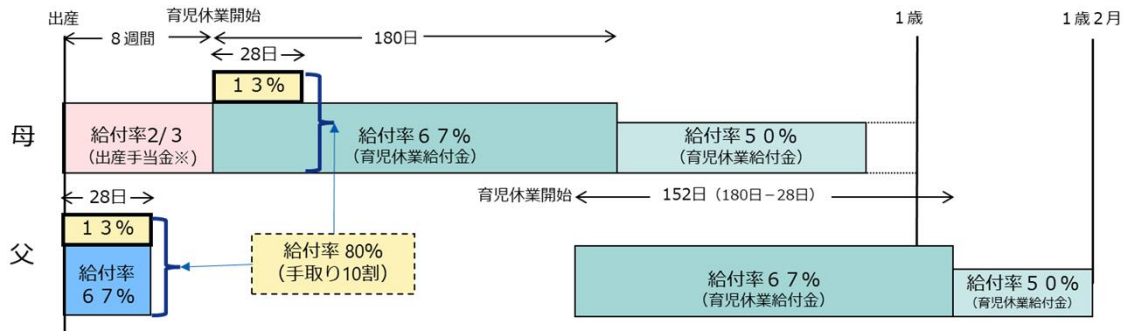 出産
育児休業開始
1歳
1歳2月
8週間
180日
28日
13%
母
給付率2/3
(出産手当金※)
給付率67%
(育児休業給付金)
給付率50%
(育児休業給付金)
28日
育児休業開始
152日(180日-28日)
13%
父
給付率
67%
給付率 80%
(手取り10割)
給付率67%
(育児休業給付金)
給付率50%
(育児休業給付金)